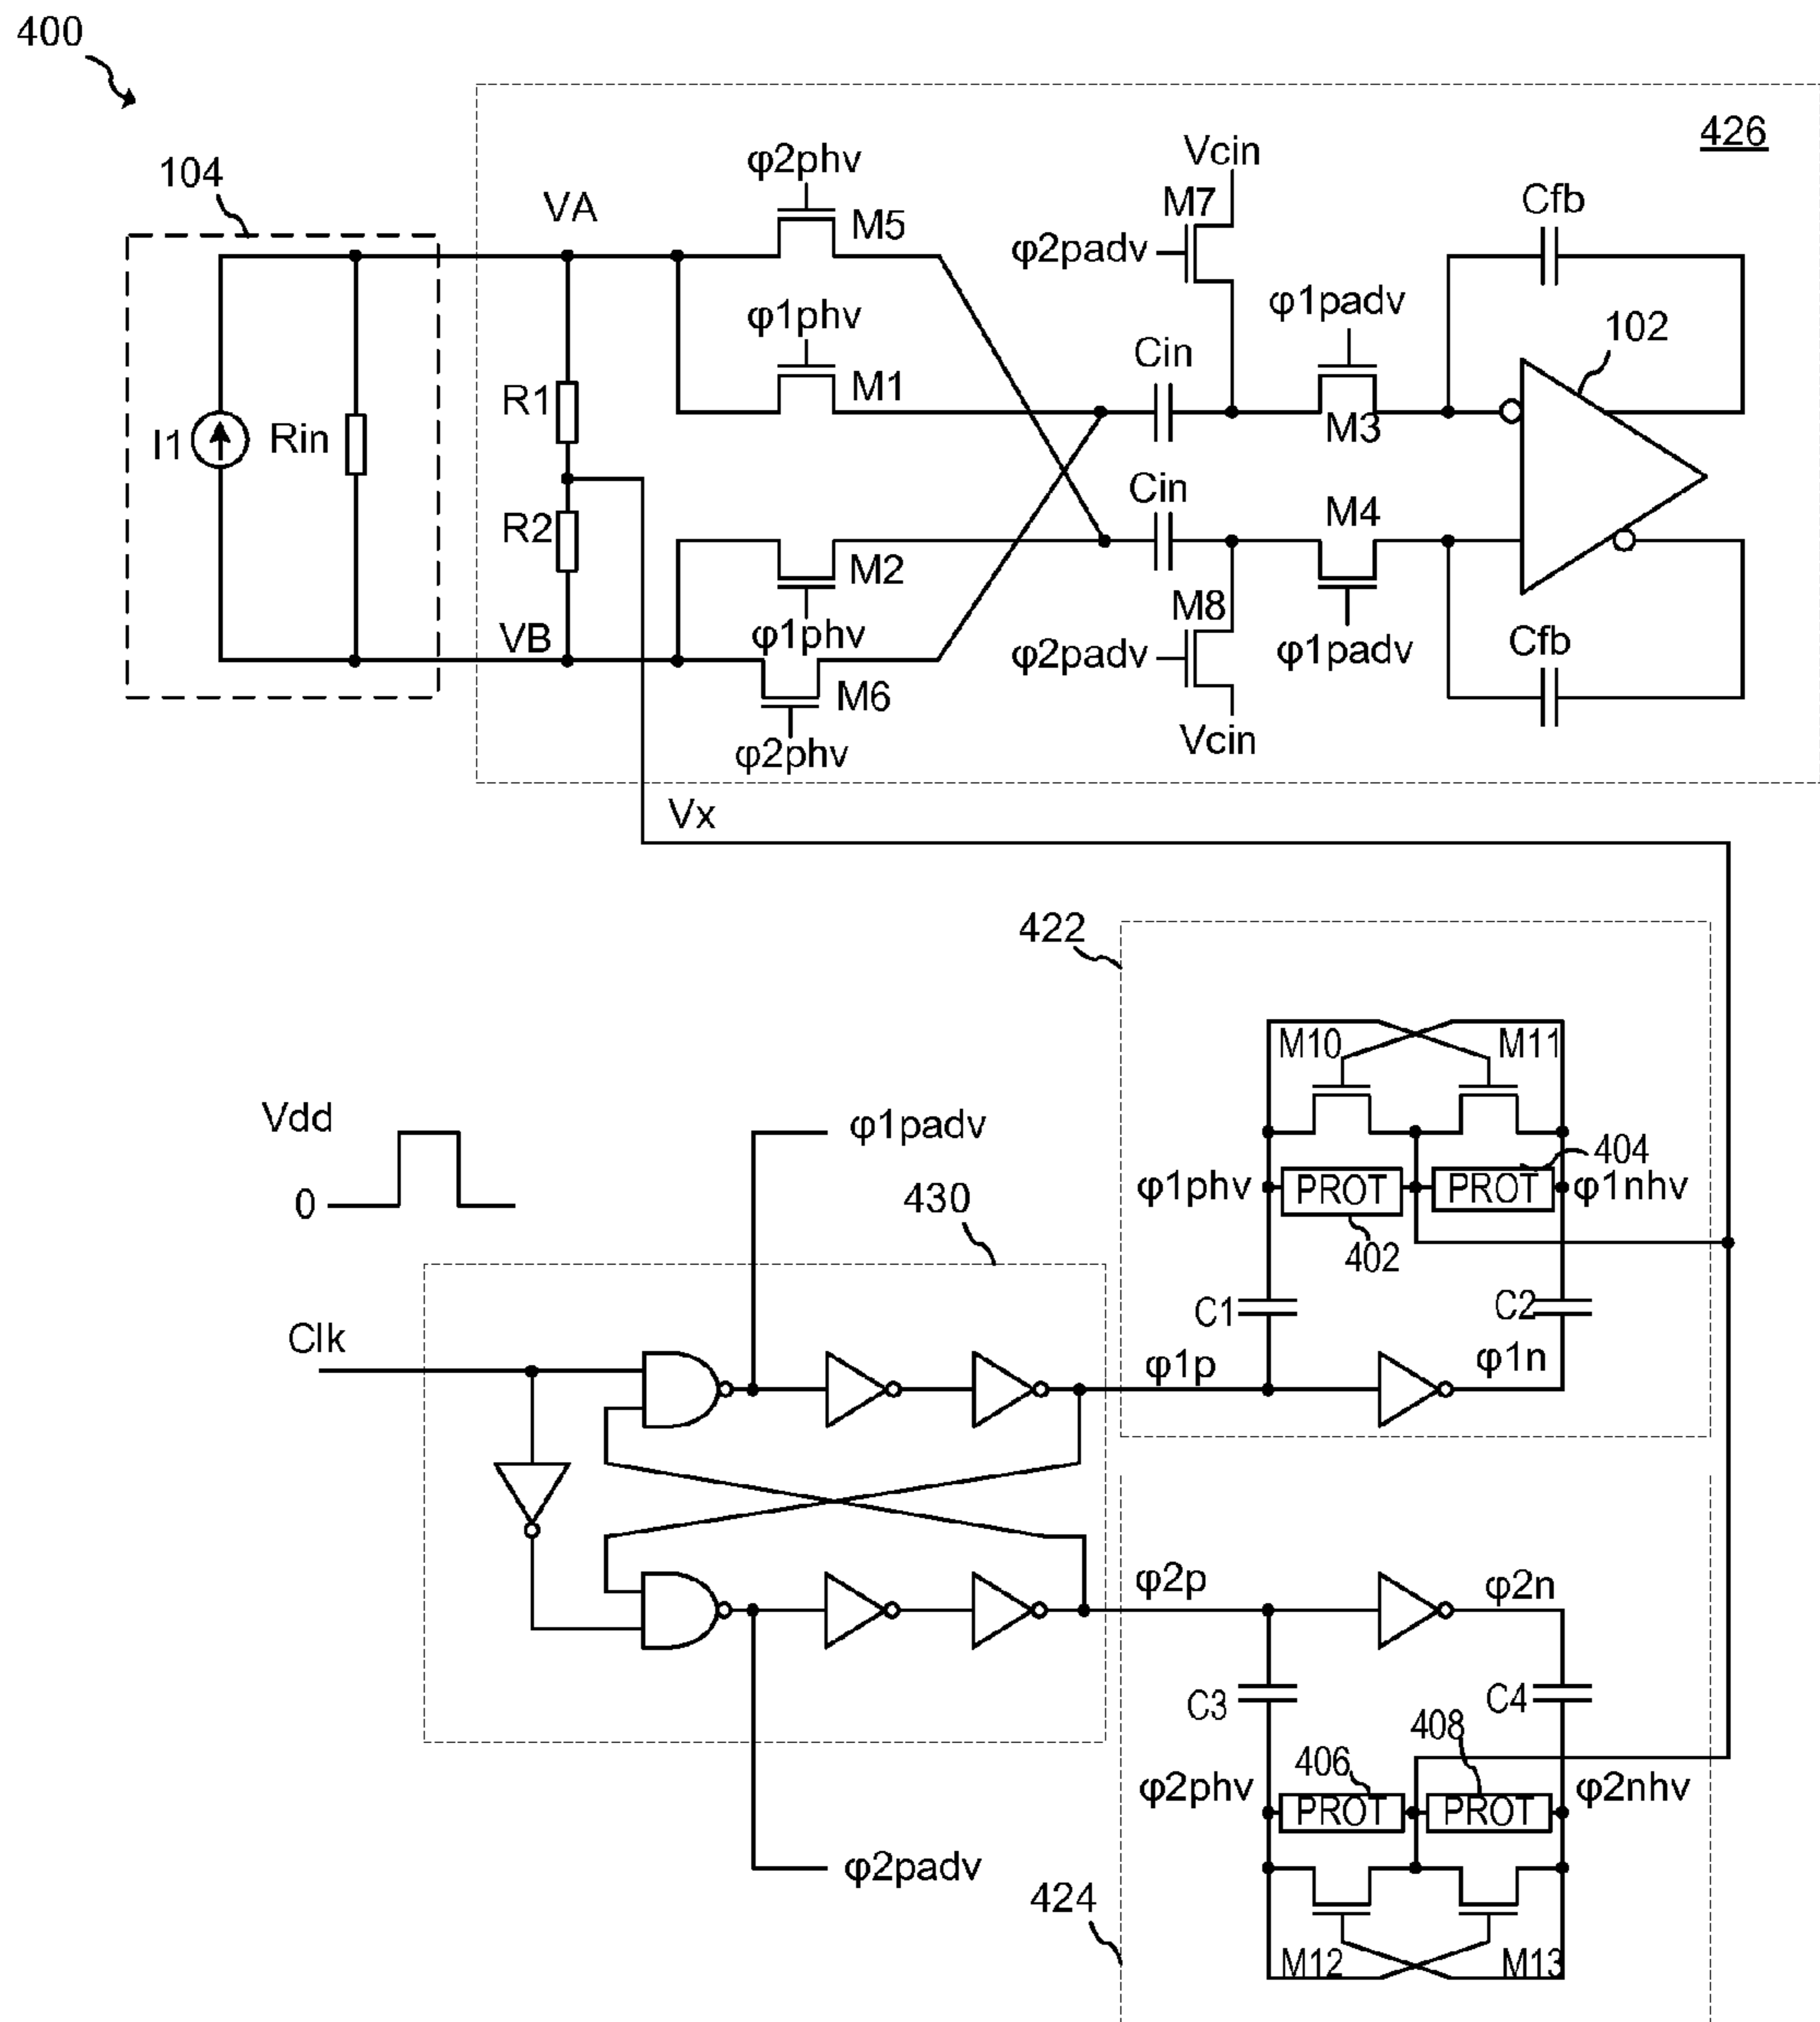 400
426
104
VA
φ2phv
M5
Vcin
M7
φ2padv
Cfb
φ1phv
M1
φ1padv
102
Cin
M3
I1
Rin
R1
R2
Cin
M4
M2
φ1phv
VB
M8
φ2padv
φ1padv
Cfb
M6
φ2phv
Vcin
Vx
422
M10
M11
Vdd
0
φ1padv
404
φ1phv
PROT
PROT
φ1nhv
430
402
C1
C2
Clk
φ1p
φ1n
φ2p
φ2n
C3
C4
406
408
φ2phv
PROT
PROT
φ2nhv
φ2padv
424
M12
M13